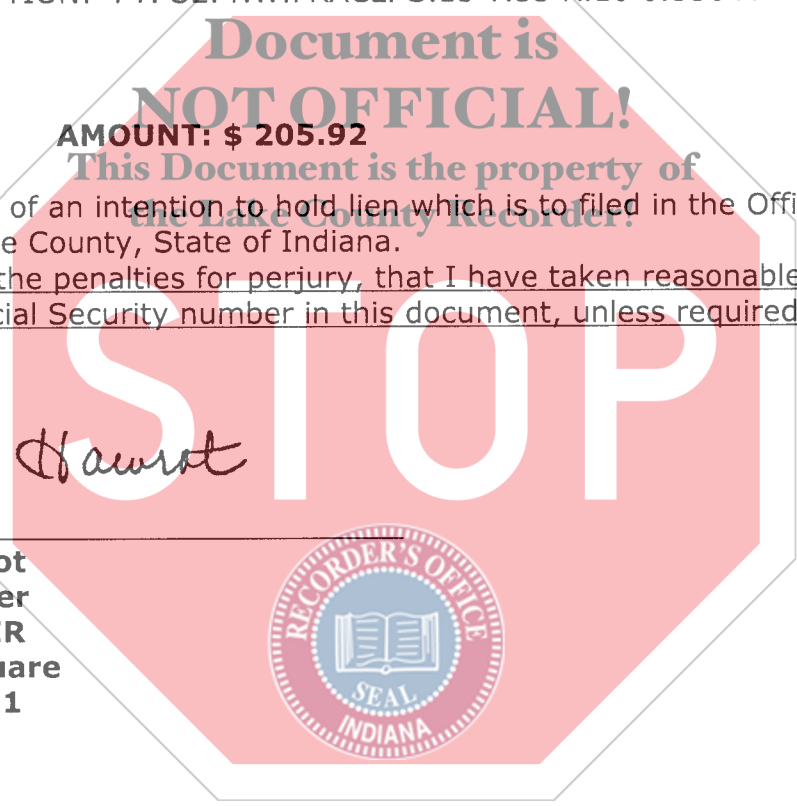 Document is
NOT OFFICIAL!
AMOUNT: $ 205.92
This Document is the property of
the Lake County Recorder!
of an intention to hold lien which is to filed in the Offi
e County, State of Indiana.
the penalties for perjury, that I have taken reasonable
cial Security number in this document, unless required
STOP
Hawrot
ot
er
ER
uare
1
RECORDER'S OFFICE
SEAL
INDIANA